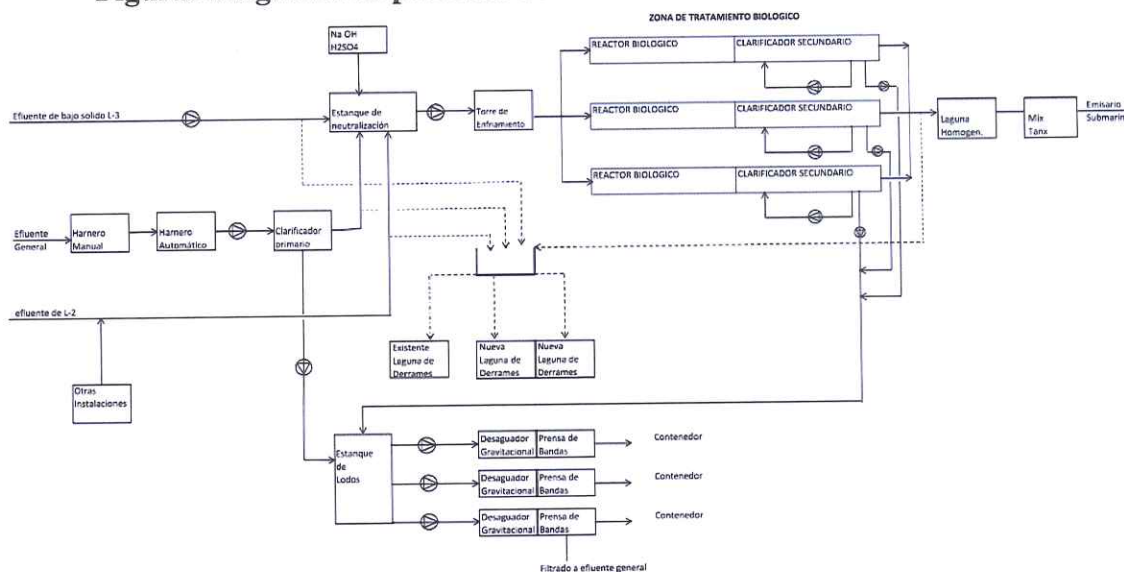 ZONA DE TRATAMIENTO BIOLOGICO
Na OH
H2SO4
REACTOR BIOLOGICO
CLARIFICADOR SECUNDARIO
Efluente de bajo solido L-3
Estanque de
neutralización
Torre de
Enfriamiento
REACTOR BIOLOGICO
CLARIFICADOR SECUNDARIO
Laguna
Homogen.
Mix
Tanx
Emisario
Submarin
REACTOR BIOLOGICO
CLARIFICADOR SECUNDARIO
Efluente
General
Harnero
Manual
Harnero
Automático
Clarificador
primario
efluente de L-2
Existente
Laguna de
Derrames
Nueva
Laguna de
Derrames
Nueva
Laguna de
Derrames
Otras
Instalaciones
Estanque
de
Lodos
Desaguador
Gravitacional
Prensa de
Bandas
Contenedor
Desaguador
Gravitacional
Prensa de
Bandas
Contenedor
Desaguador
Gravitacional
Prensa de
Bandas
Contenedor
Filtrado a efluente general